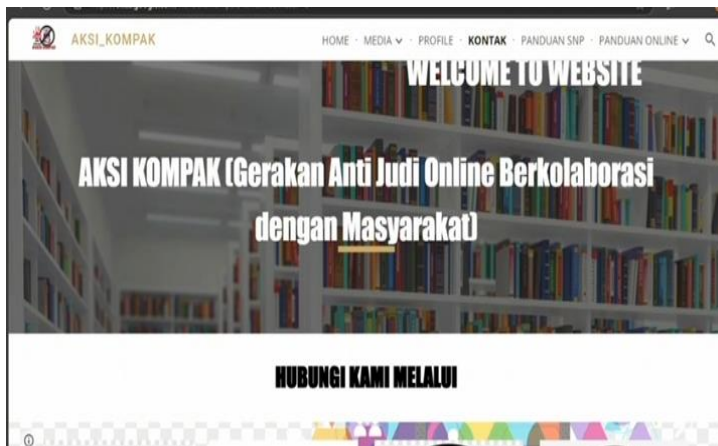 AKSI_KOMPAK
HOME · MEDIA · PROFILE · KONTAK · PANDUAN SNP · PANDUAN ONLINE
WELCOME TO WEBSITE
AKSI KOMPAK (Gerakan Anti Judi Online Berkolaborasi
dengan Masyarakat)
HUBUNGI KAMI MELALUI